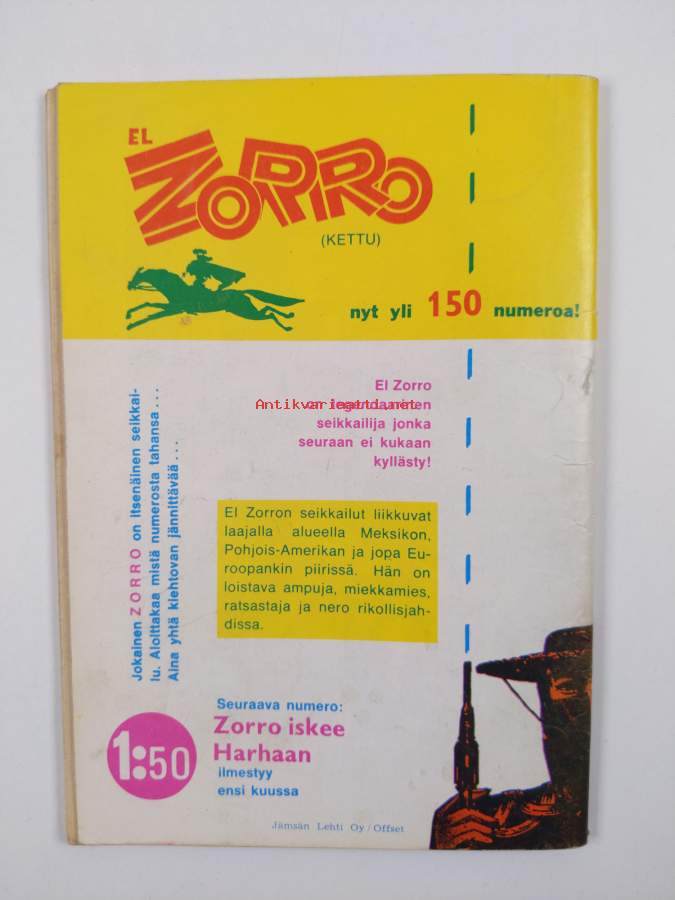 EL
ZORRO
(KETTU)
nyt yli 150 numeroa!
El Zorro
on legendaarinen
Antikvariaatti.net
seikkailija jonka
seuraan ei kukaan
kyllästy!
Jokainen ZORRO on itsenäinen seikkai-
lu. Aloittakaa mistä numerosta tahansa...
Aina yhtä kiehtovan jännittävää...
El Zorron seikkailut liikkuvat
laajalla alueella Meksikon,
Pohjois-Amerikan ja jopa Eu-
roopankin piirissä. Hän on
loistava ampuja, miekkamies,
ratsastaja ja nero rikollisjah-
dissa.
Seuraava numero:
Zorro iskee
Harhaan
ilmestyy
ensi kuussa
1:50
Jämsän Lehti Oy/Offset